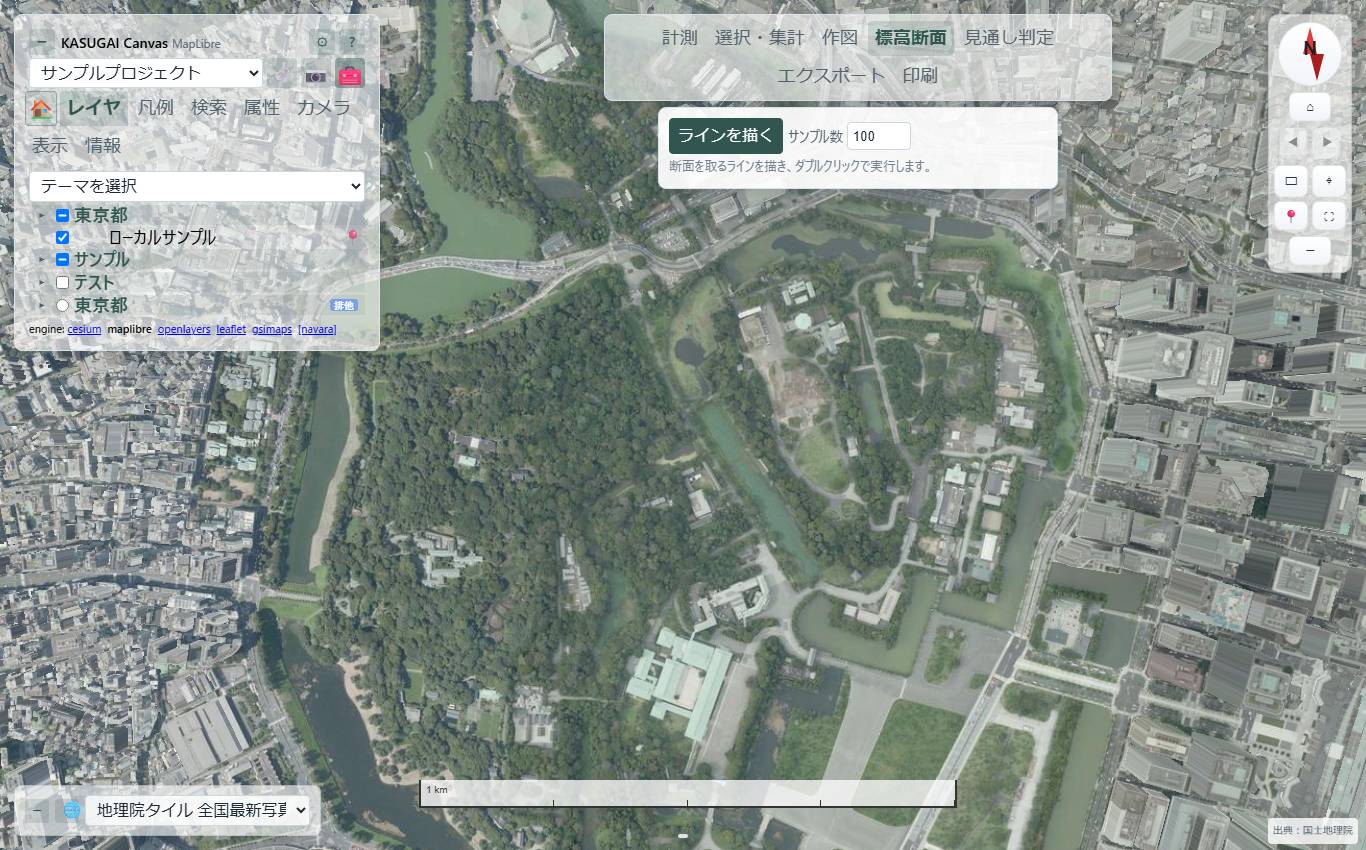 KASUGAI Canvas MapLibre
?
サンプルプロジェクト
レイヤ 凡例 検索 属性 カメラ
表示 情報
テーマを選択
東京都
ローカルサンプル
サンプル
テスト
東京都 排他
engine: cesium maplibre openlayers leaflet gsimaps [navara]
計測 選択・集計 作図 標高断面 見通し判定
エクスポート 印刷
ラインを描く サンプル数 100
断面を取るラインを描き、ダブルクリックで実行します。
N
1 km
地理院タイル 全国最新写真
出典：国土地理院